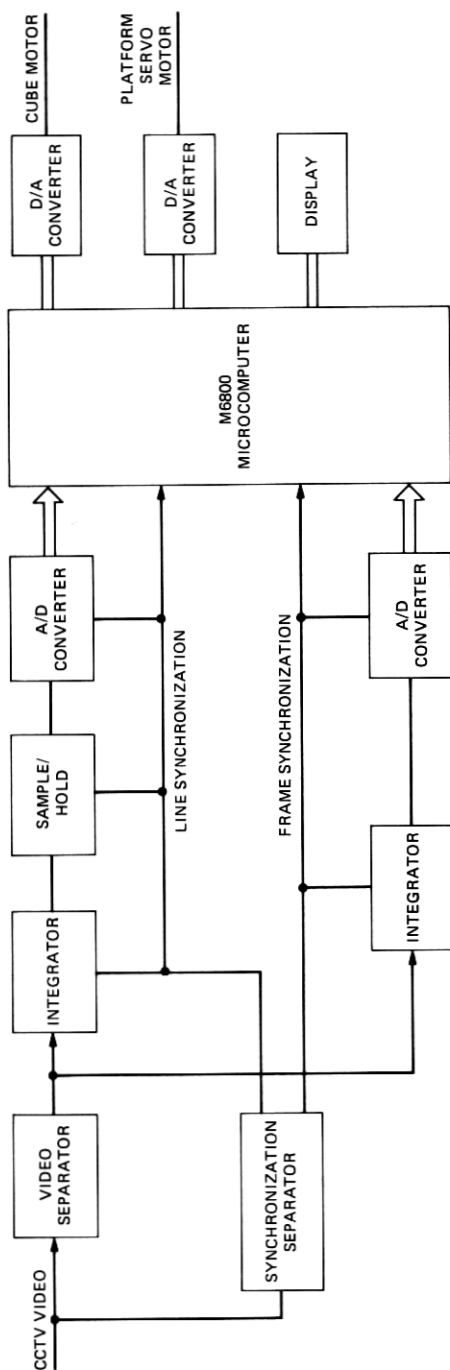 CCTV VIDEO
VIDEO
SEPARATOR
SYNCHRONIZATION
SEPARATOR
INTEGRATOR
SAMPLE/
HOLD
A/D
CONVERTER
LINE SYNCHRONIZATION
FRAME SYNCHRONIZATION
INTEGRATOR
A/D
CONVERTER
M6800
MICROCOMPUTER
D/A
CONVERTER
CUBE MOTOR
D/A
CONVERTER
PLATFORM
SERVO
MOTOR
DISPLAY